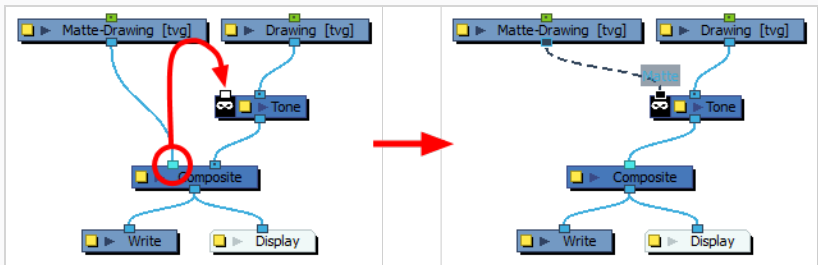 Matte-Drawing [tvg]
Drawing [tvg]
Tone
Composite
Write
Display
Matte-Drawing [tvg]
Drawing [tvg]
Matte
Tone
Composite
Write
Display